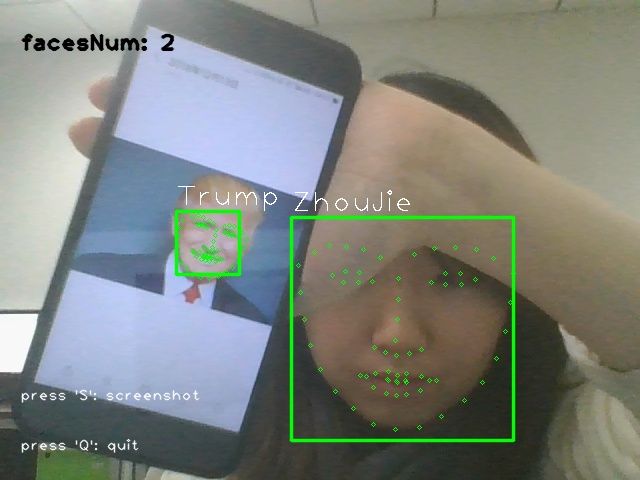 facesNum: 2
Trump ZhouJie
press 'S': screenshot
press 'Q': quit